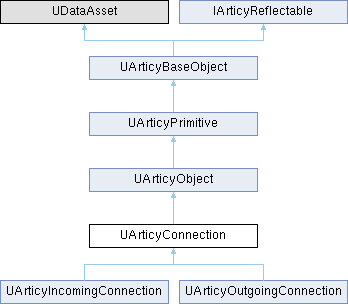 UDataAsset
IArticyReflectable
UArticyBaseObject
UArticyPrimitive
UArticyObject
UArticyConnection
UArticyIncomingConnection
UArticyOutgoingConnection